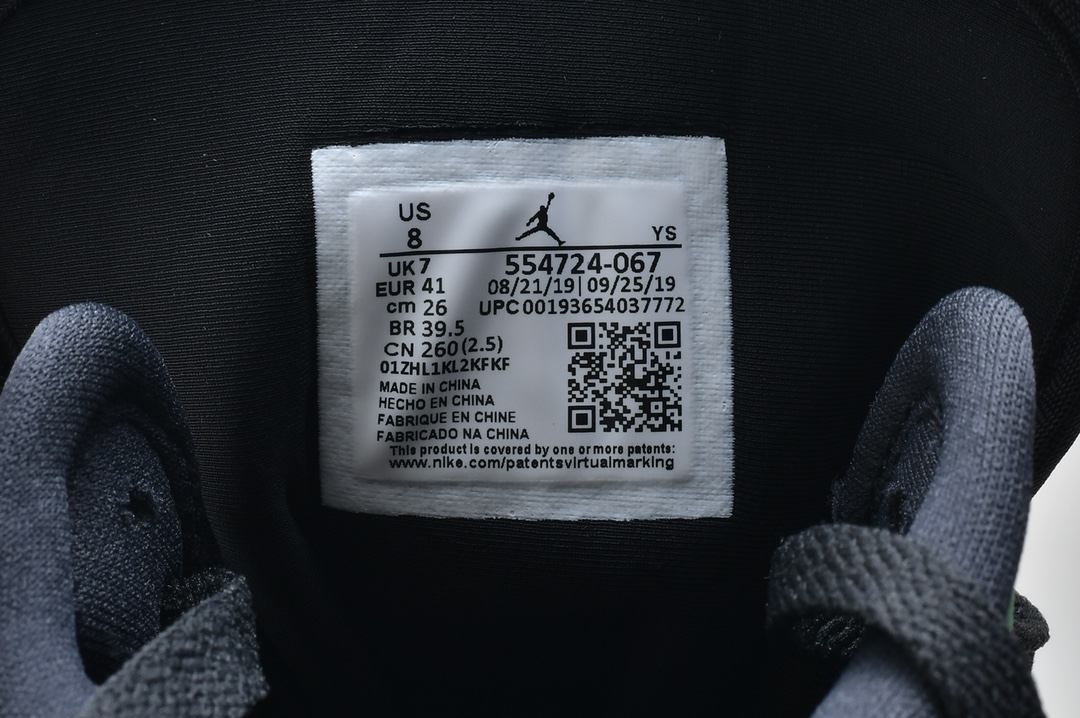 US
8
YS
UK 7
554724-067
EUR 41
08/21/19|09/25/19
cm 26
UPC 00193654037772
BR 39.5
CN 260(2.5)
01ZHL1KL2KFKF
MADE IN CHINA
HECHO EN CHINA
FABRIQUE EN CHINE
FABRICADO NA CHINA
This product is covered by one or more patents:
www.nike.com/patentsvirtualmarking